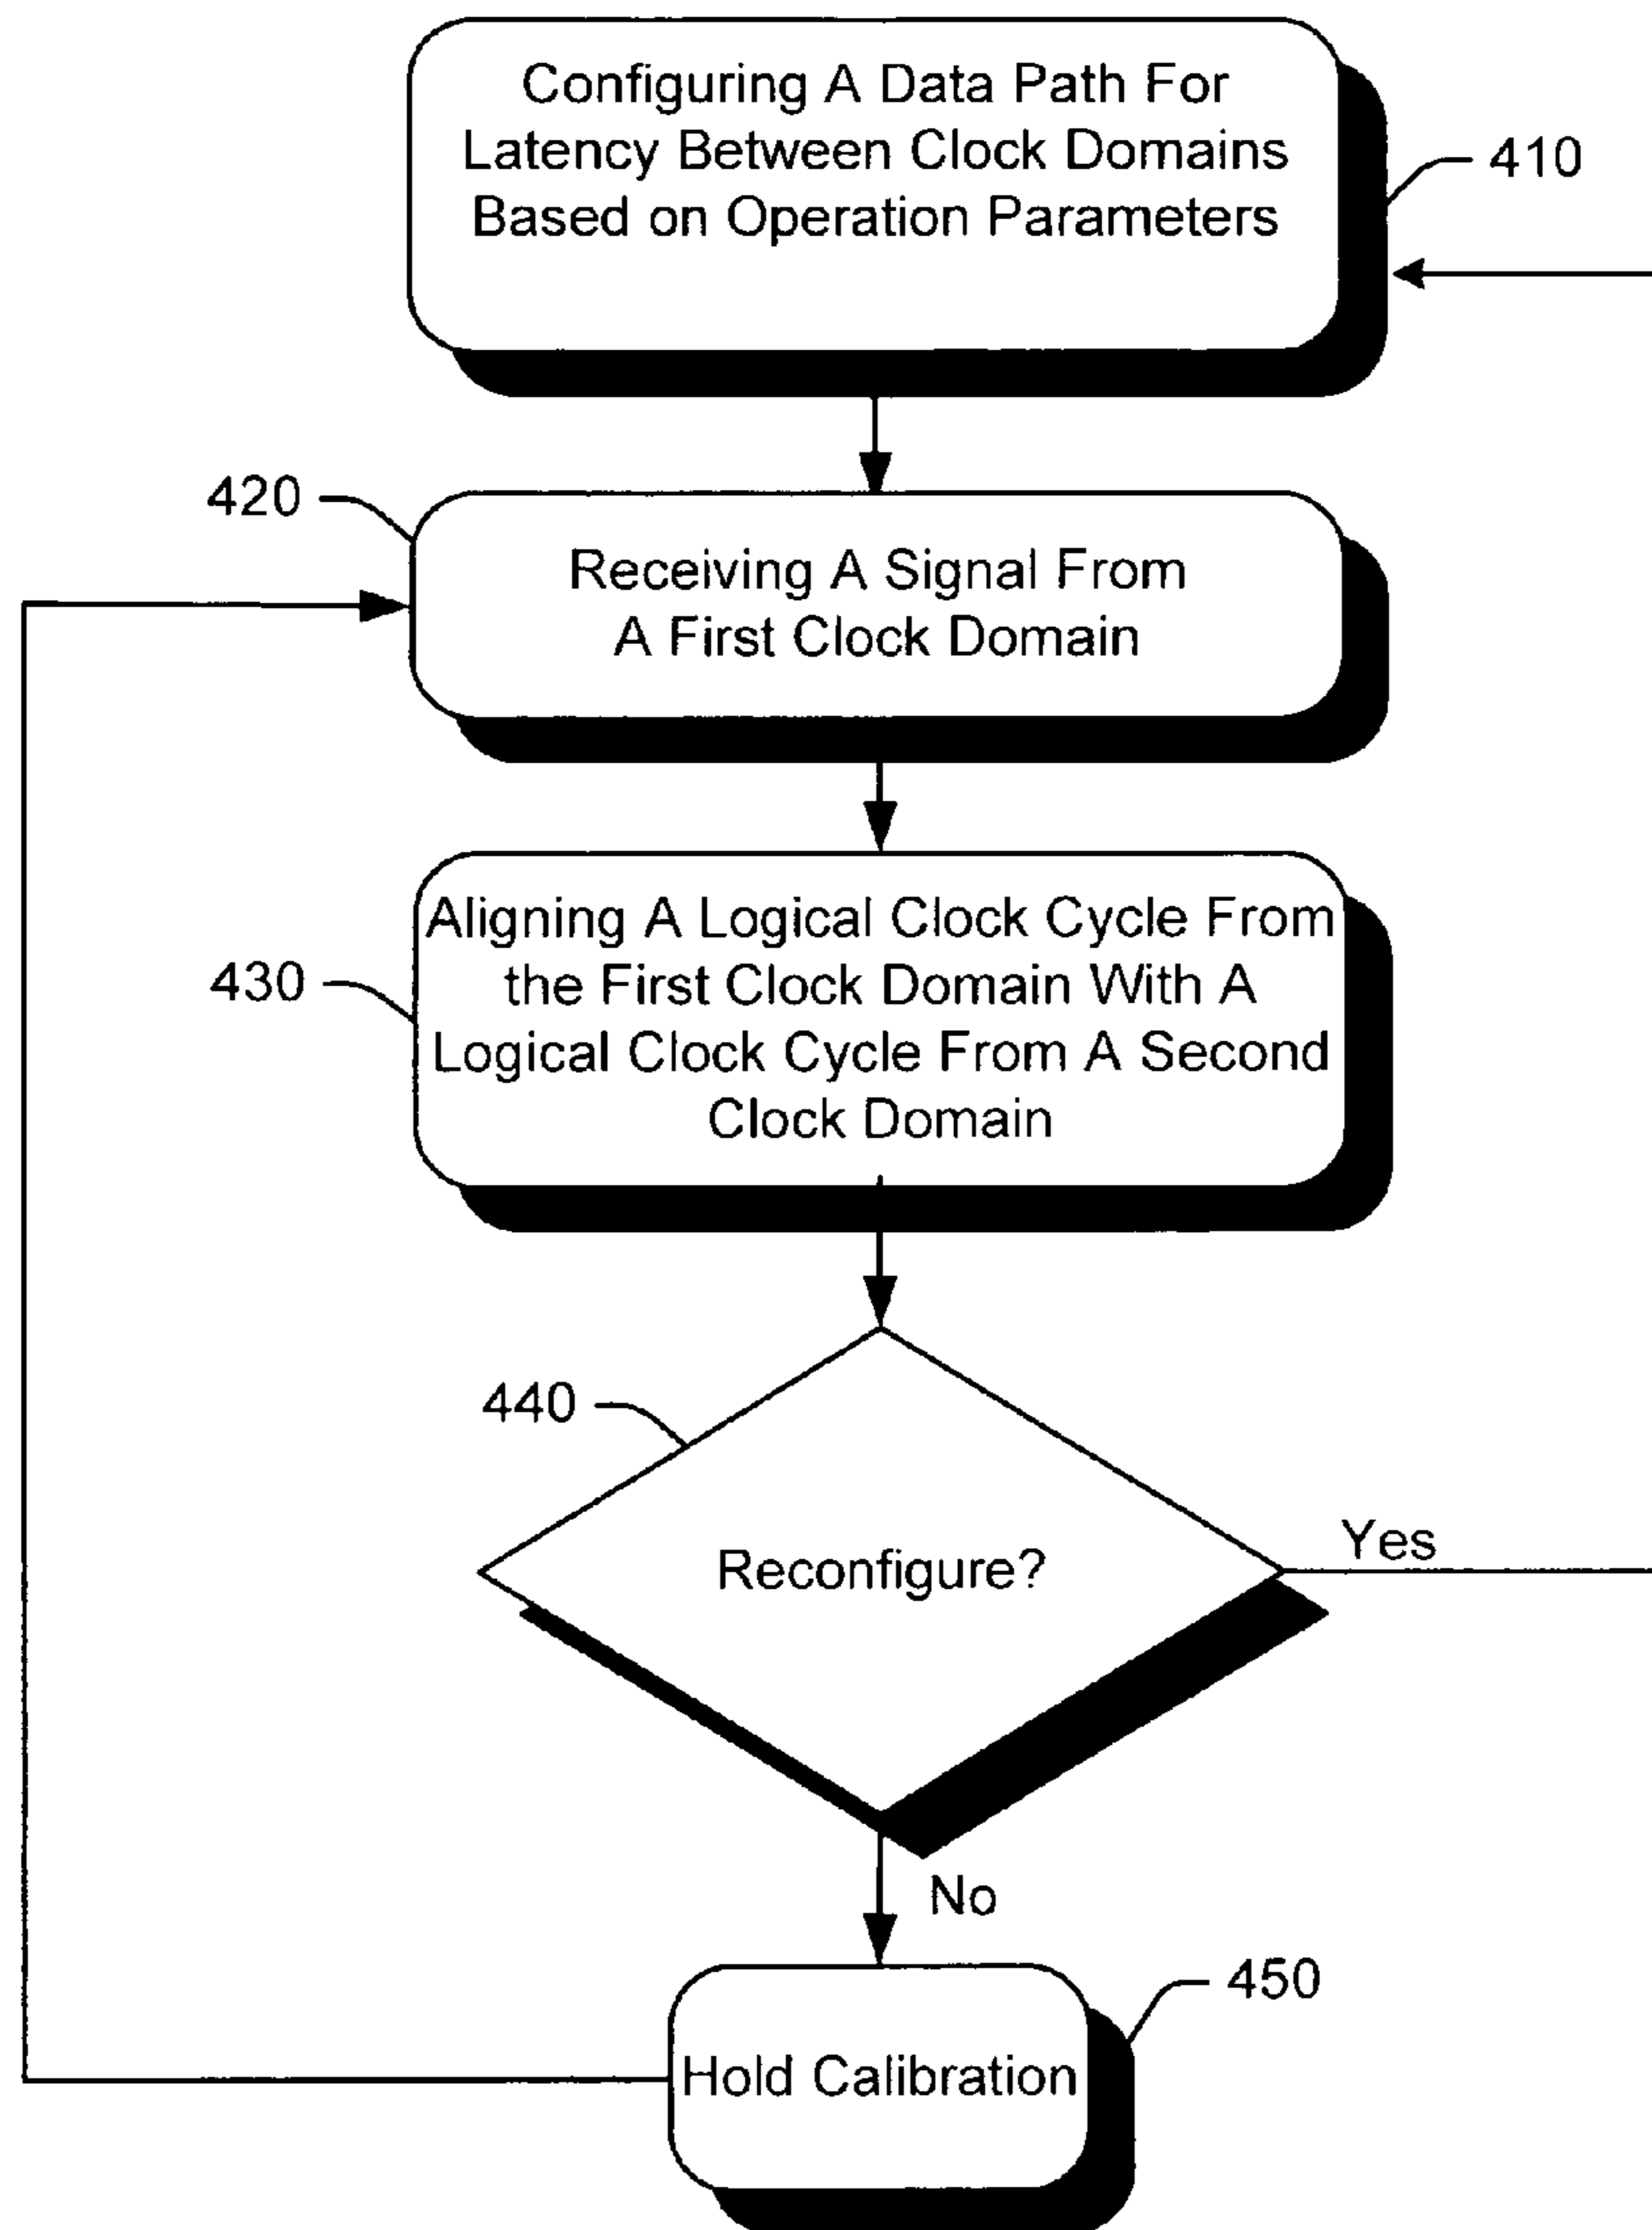 Configuring A Data Path For
Latency Between Clock Domains
Based on Operation Parameters
410
420
Receiving A Signal From
A First Clock Domain
430
Aligning A Logical Clock Cycle From
the First Clock Domain With A
Logical Clock Cycle From A Second
Clock Domain
440
Reconfigure?
Yes
No
450
Hold Calibration